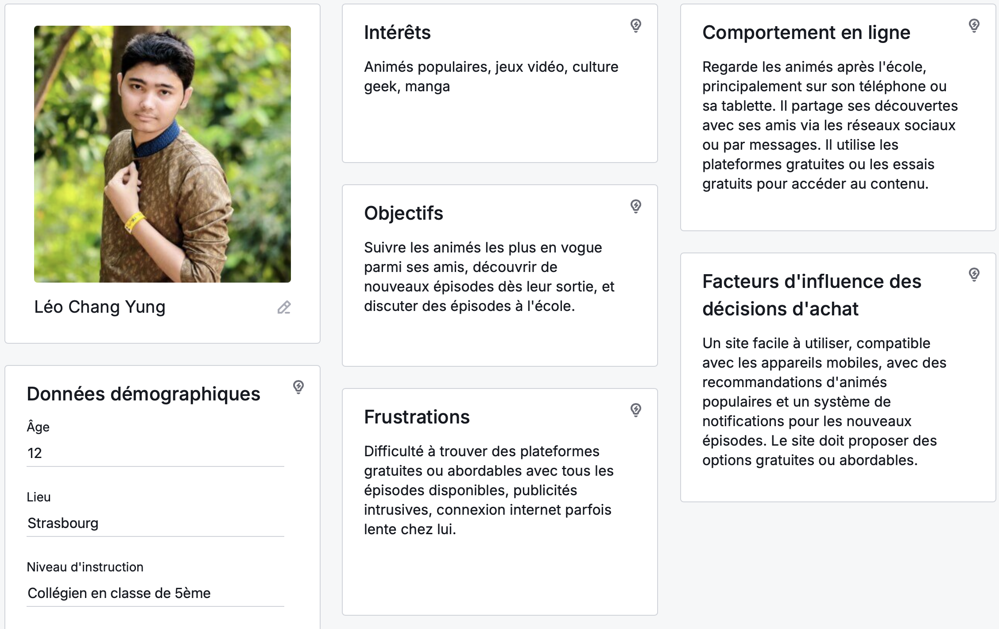 Léo Chang Yung
Données démographiques
Âge
12
Lieu
Strasbourg
Niveau d'instruction
Collégien en classe de 5ème
Intérêts
Animés populaires, jeux vidéo, culture
geek, manga
Objectifs
Suivre les animés les plus en vogue
parmi ses amis, découvrir de
nouveaux épisodes dès leur sortie, et
discuter des épisodes à l'école.
Frustrations
Difficulté à trouver des plateformes
gratuites ou abordables avec tous les
épisodes disponibles, publicités
intrusives, connexion internet parfois
lente chez lui.
Comportement en ligne
Regarde les animés après l'école,
principalement sur son téléphone ou
sa tablette. Il partage ses découvertes
avec ses amis via les réseaux sociaux
ou par messages. Il utilise les
plateformes gratuites ou les essais
gratuits pour accéder au contenu.
Facteurs d'influence des
décisions d'achat
Un site facile à utiliser, compatible
avec les appareils mobiles, avec des
recommandations d'animés
populaires et un système de
notifications pour les nouveaux
épisodes. Le site doit proposer des
options gratuites ou abordables.